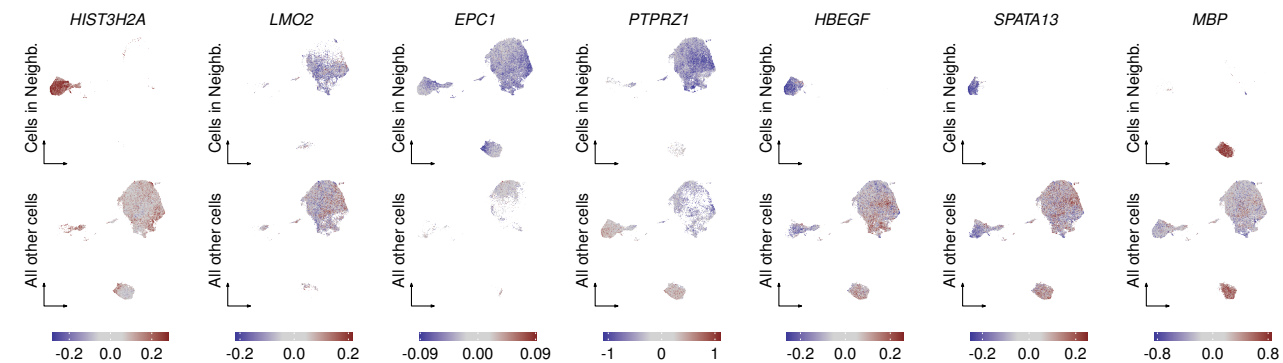 HIST3H2A LMO2 EPC1 PTPRZ1 HBEGF SPATA13 MBP
Cells in Neighb. Cells in Neighb. Cells in Neighb. Cells in Neighb. Cells in Neighb. Cells in Neighb. Cells in Neighb.
All other cells All other cells All other cells All other cells All other cells All other cells All other cells
-0.2 0.0 0.2 -0.2 0.0 0.2 -0.09 0.00 0.09 -1 0 1 -0.2 0.0 0.2 -0.2 0.0 0.2 -0.8 0.0 0.8